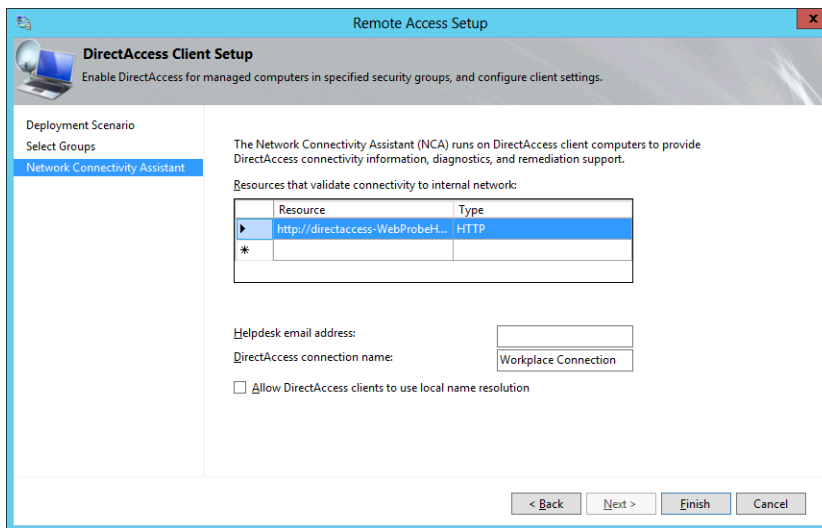 Remote Access Setup
x
DirectAccess Client Setup
Enable DirectAccess for managed computers in specified security groups, and configure client settings.
Deployment Scenario
Select Groups
Network Connectivity Assistant
The Network Connectivity Assistant (NCA) runs on DirectAccess client computers to provide
DirectAccess connectivity information, diagnostics, and remediation support.
Resources that validate connectivity to internal network:
Resource Type
http://directaccess-WebProbeH... HTTP
Helpdesk email address:
DirectAccess connection name: Workplace Connection
Allow DirectAccess clients to use local name resolution
< Back Next > Finish Cancel